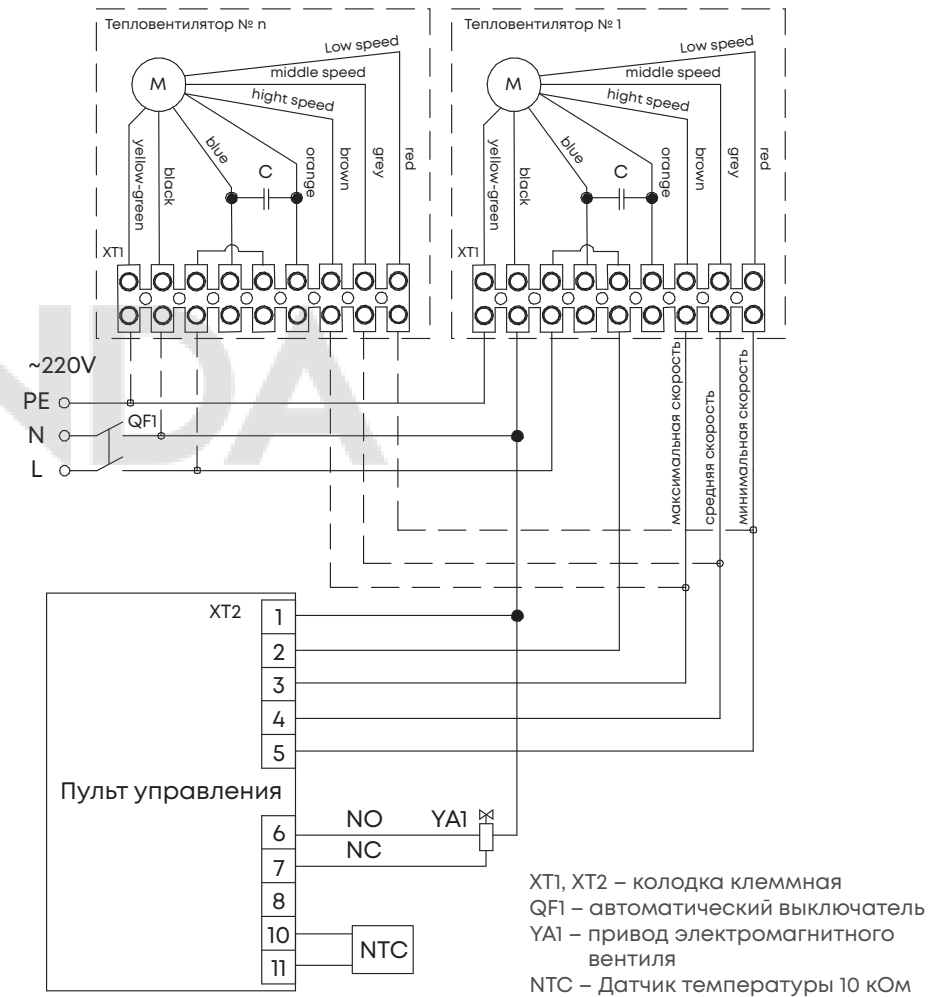 Тепловентилятор № n
Low speed
middle speed
hight speed
M
yellow-green
black
blue
C
orange
brown
grey
red
XT1
Тепловентилятор № 1
Low speed
middle speed
hight speed
M
yellow-green
black
blue
C
orange
brown
grey
red
XT1
~220V
PE
N
QF1
L
максимальная скорость
средняя скорость
минимальная скорость
XT2
1
2
3
4
5
Пульт управления
6
7
8
10
11
NO
YA1
NC
NTC
XT1, XT2 – колодка клеммная
QF1 – автоматический выключатель
YA1 – привод электромагнитного
вентиля
NTC – Датчик температуры 10 кОм
NDA